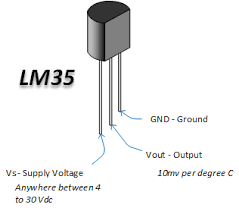 LM35
GND - Ground
Vout - Output
10mv per degree C
Vs- Supply Voltage
Anywhere between 4
to 30 Vdc